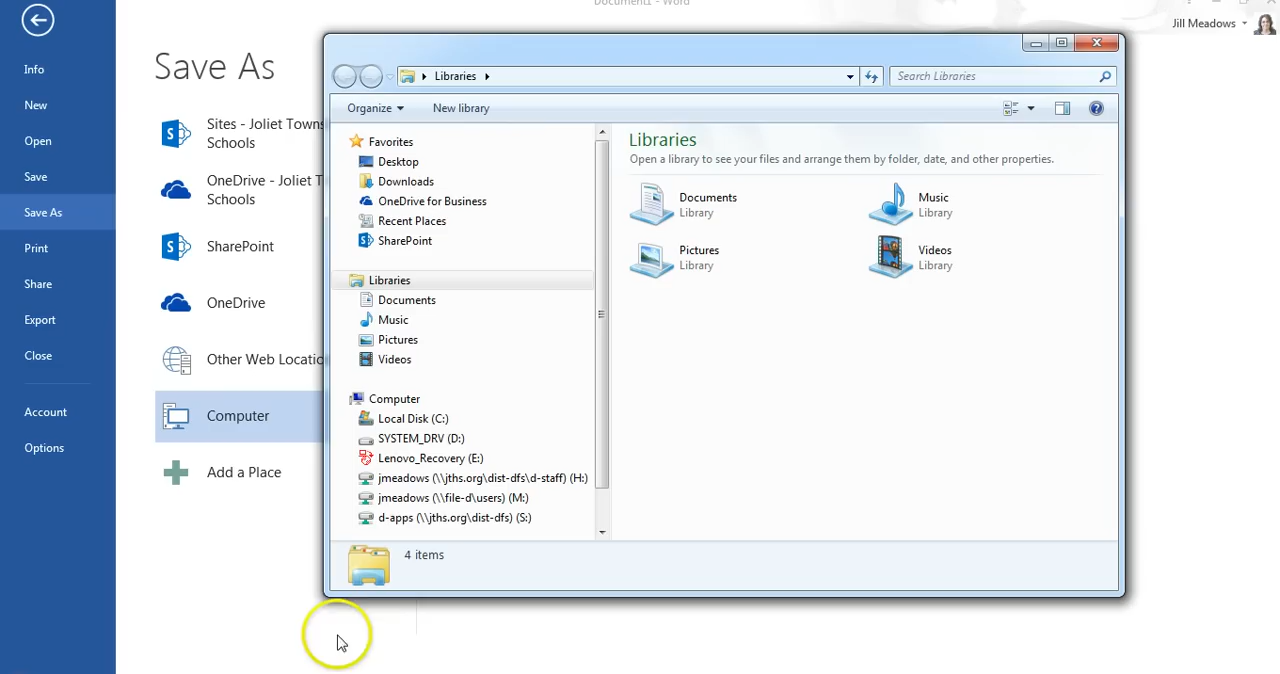 Document1 - Word
Jill Meadows
Info
New
Open
Save
Save As
Print
Share
Export
Close
Account
Options
Save As
Sites - Joliet Towns
Schools
OneDrive - Joliet T
Schools
SharePoint
OneDrive
Other Web Locatio
Computer
Add a Place
Libraries
Search Libraries
Organize
New library
Favorites
Desktop
Downloads
OneDrive for Business
Recent Places
SharePoint
Libraries
Documents
Music
Pictures
Videos
Computer
Local Disk (C:)
SYSTEM_DRV (D:)
Lenovo_Recovery (E:)
jmeadows (\\jths.org\dist-dfs\d-staff) (H:)
jmeadows (\\file-d\users) (M:)
d-apps (\\jths.org\dist-dfs) (S:)
Libraries
Open a library to see your files and arrange them by folder, date, and other properties.
Documents
Library
Music
Library
Pictures
Library
Videos
Library
4 items